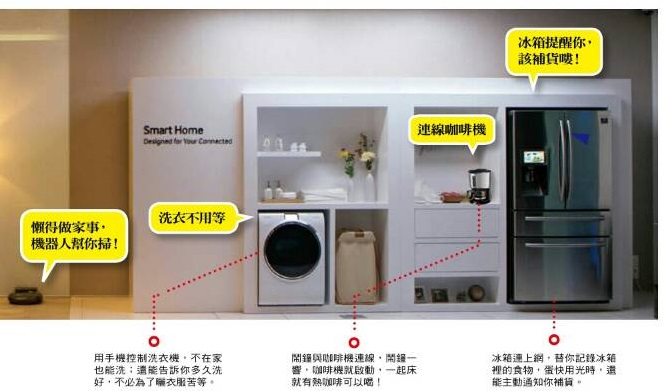 冰箱提醒你，
該補貨嘍！
Smart Home
Designed for Your Connected
連線咖啡機
洗衣不用等
懶得做家事，
機器人幫你掃！
用手機控制洗衣機，不在家
也能洗；還能告訴你多久洗
好，不必為了曬衣服苦等。
鬧鐘與咖啡機連線，鬧鐘一
響，咖啡機就啟動，一起床
就有熱咖啡可以喝！
冰箱連上網，替你記錄冰箱
裡的食物，蛋快用光時，還
能主動通知你補貨。